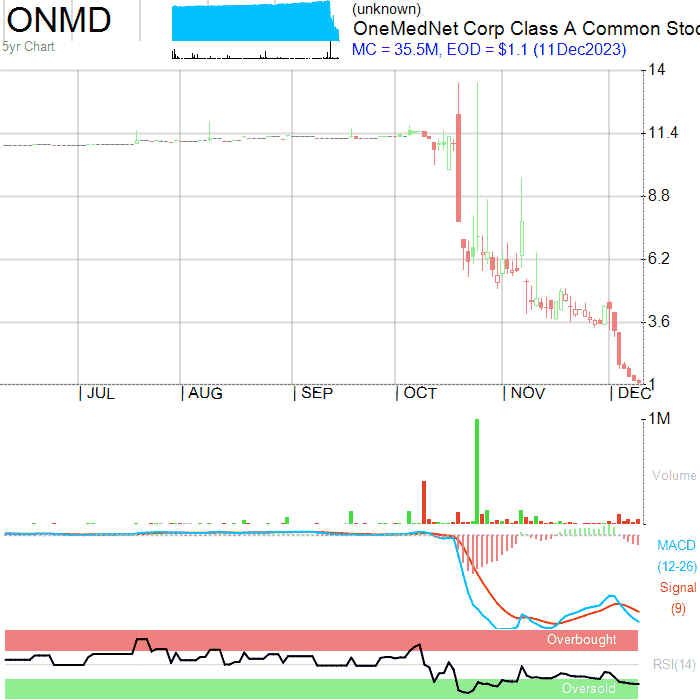 ONMD
5yr Chart
(unknown)
OneMedNet Corp Class A Common Stoc
MC = 35.5M, EOD = $1.1 (11Dec2023)
14
11.4
8.8
6.2
3.6
1
JUL AUG SEP OCT NOV DEC
1M
Volume
MACD
(12-26)
Signal
(9)
Overbought
RSI(14)
Oversold